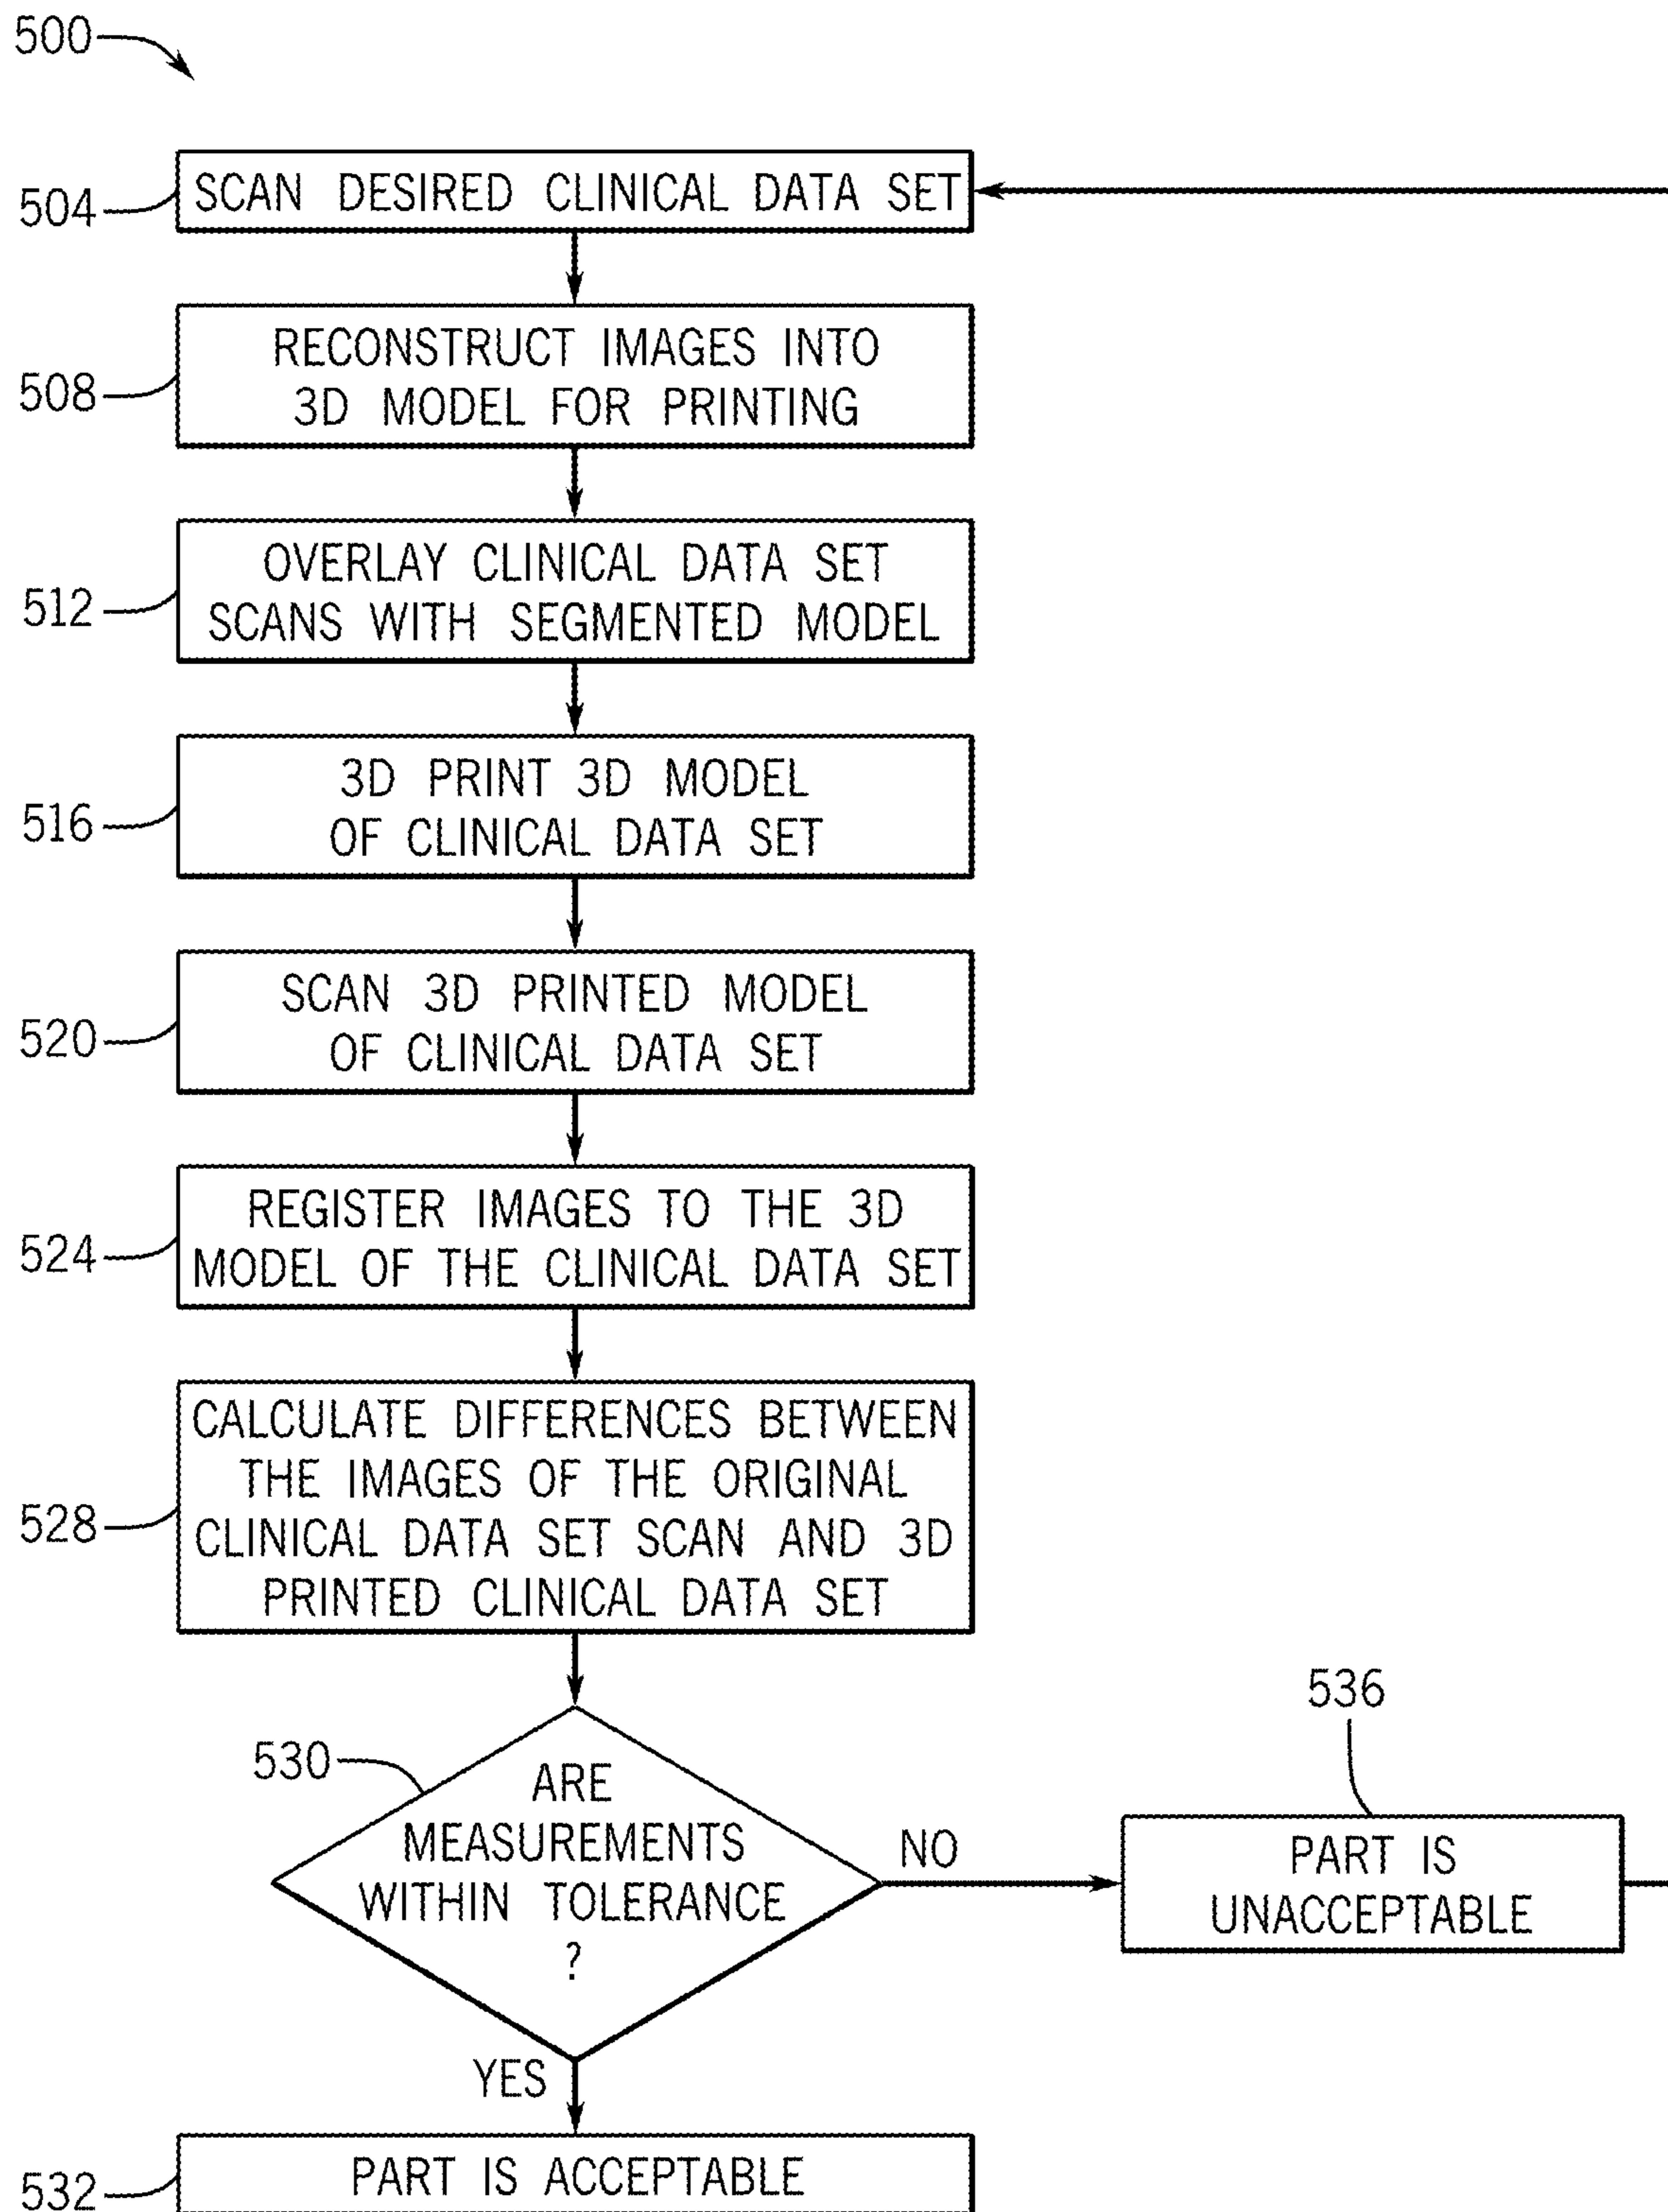 500
504
SCAN DESIRED CLINICAL DATA SET
508
RECONSTRUCT IMAGES INTO
3D MODEL FOR PRINTING
512
OVERLAY CLINICAL DATA SET
SCANS WITH SEGMENTED MODEL
516
3D PRINT 3D MODEL
OF CLINICAL DATA SET
520
SCAN 3D PRINTED MODEL
OF CLINICAL DATA SET
524
REGISTER IMAGES TO THE 3D
MODEL OF THE CLINICAL DATA SET
528
CALCULATE DIFFERENCES BETWEEN
THE IMAGES OF THE ORIGINAL
CLINICAL DATA SET SCAN AND 3D
PRINTED CLINICAL DATA SET
530
ARE
MEASUREMENTS
WITHIN TOLERANCE
?
NO
536
PART IS
UNACCEPTABLE
YES
532
PART IS ACCEPTABLE